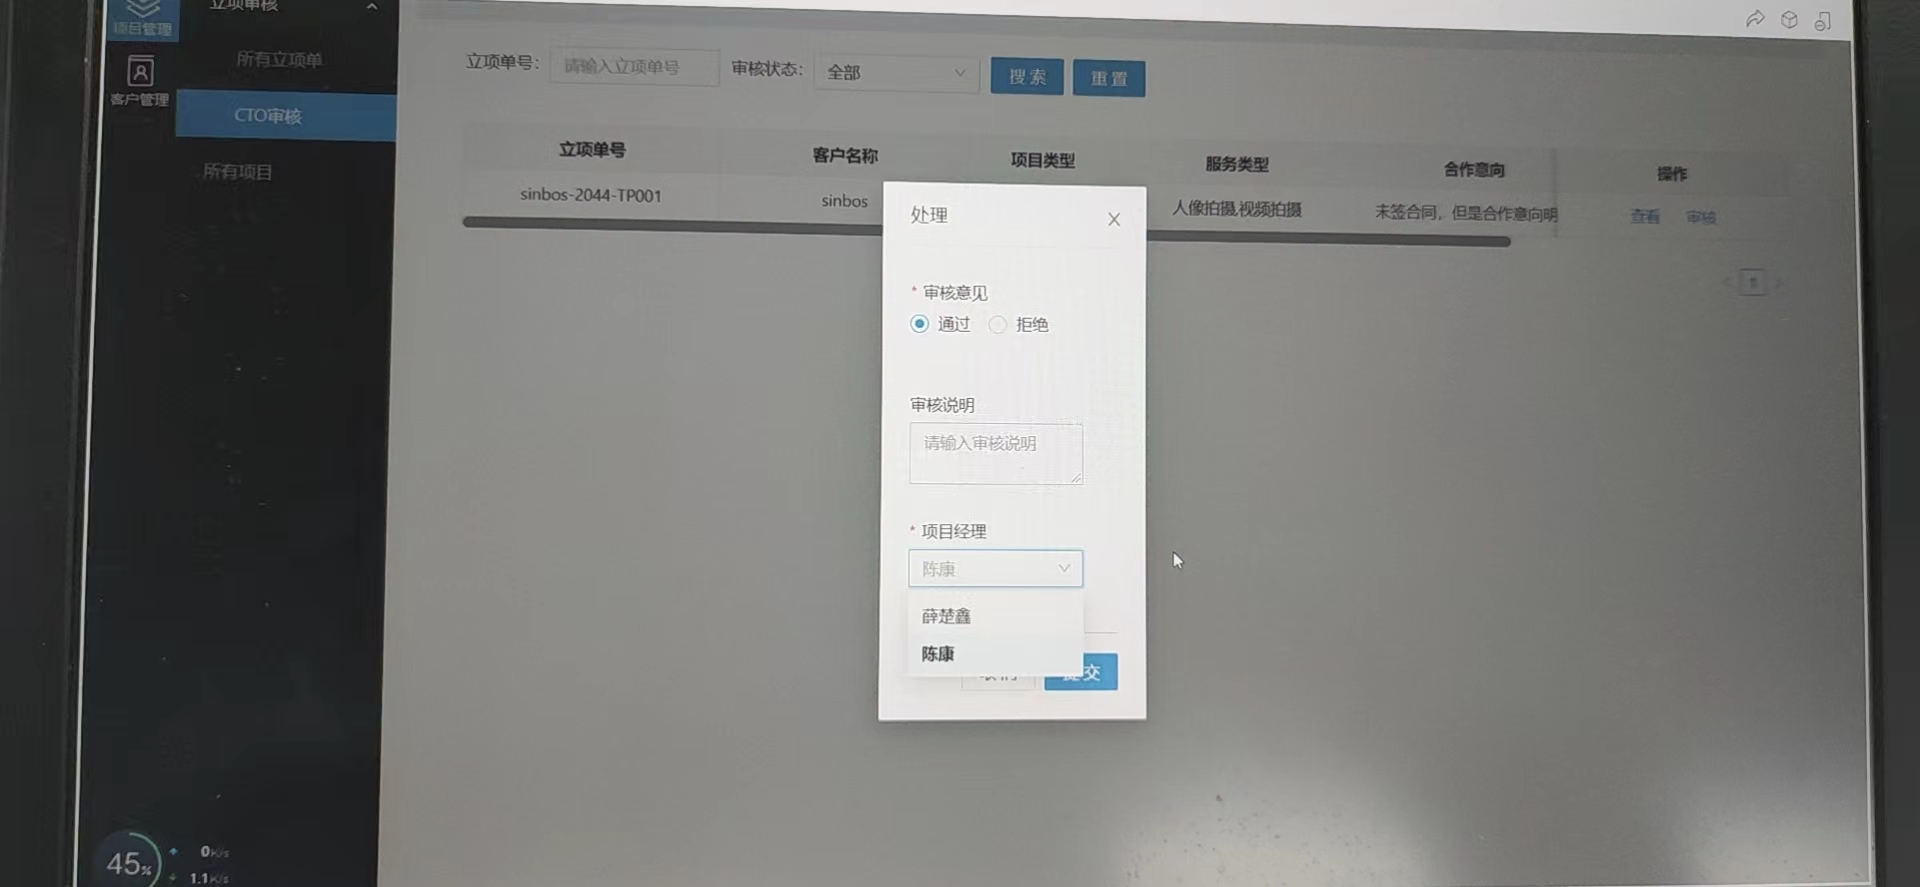 立项审核
项目管理
所有立项单
客户管理
CTO审核
所有项目
立项单号： 请输入立项单号 审核状态： 全部 搜索 重置
立项单号 客户名称 项目类型 服务类型 合作意向 操作
sinbos-2044-TP001 sinbos 人像拍摄,视频拍摄 未签合同，但是合作意向明 查看 审核
处理
* 审核意见
通过 拒绝
审核说明
请输入审核说明
* 项目经理
陈康
薛楚鑫
陈康
提交
45%
0K/s
1.1K/s